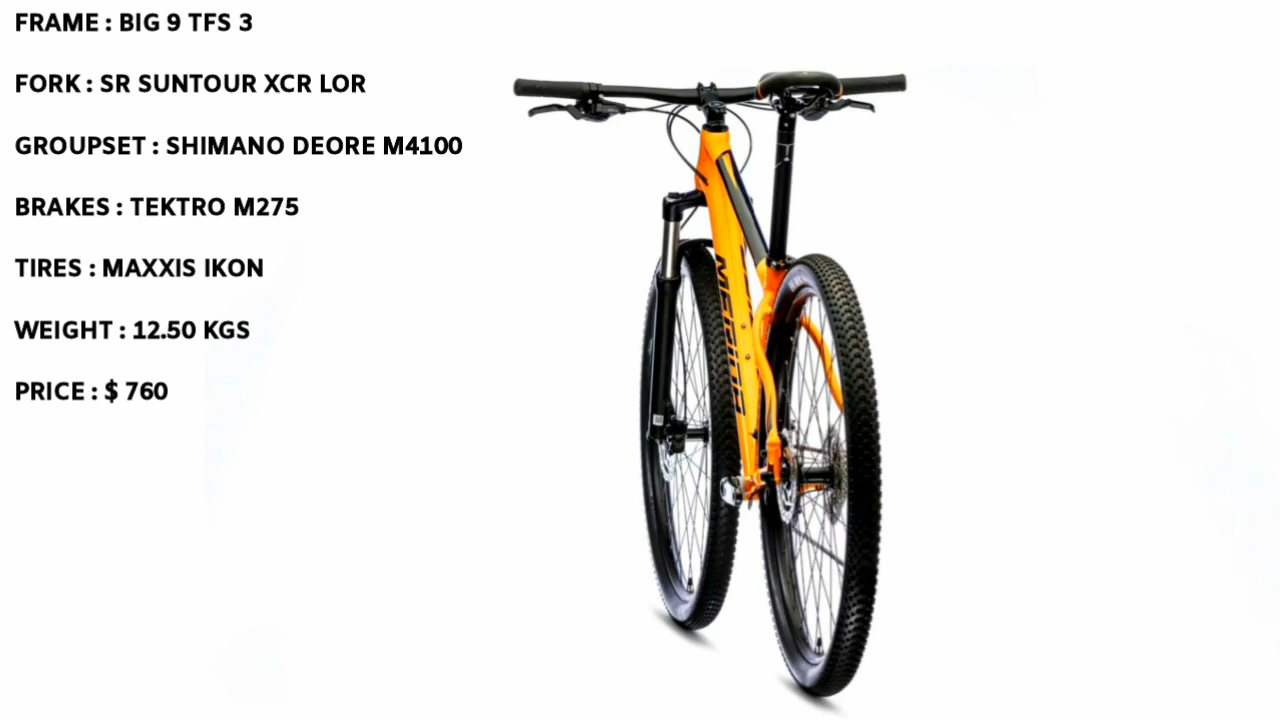 FRAME : BIG 9 TFS 3
FORK : SR SUNTOUR XCR LOR
GROUPSET : SHIMANO DEORE M4100
BRAKES : TEKTRO M275
TIRES : MAXXIS IKON
WEIGHT : 12.50 KGS
PRICE : $ 760
MERIDA